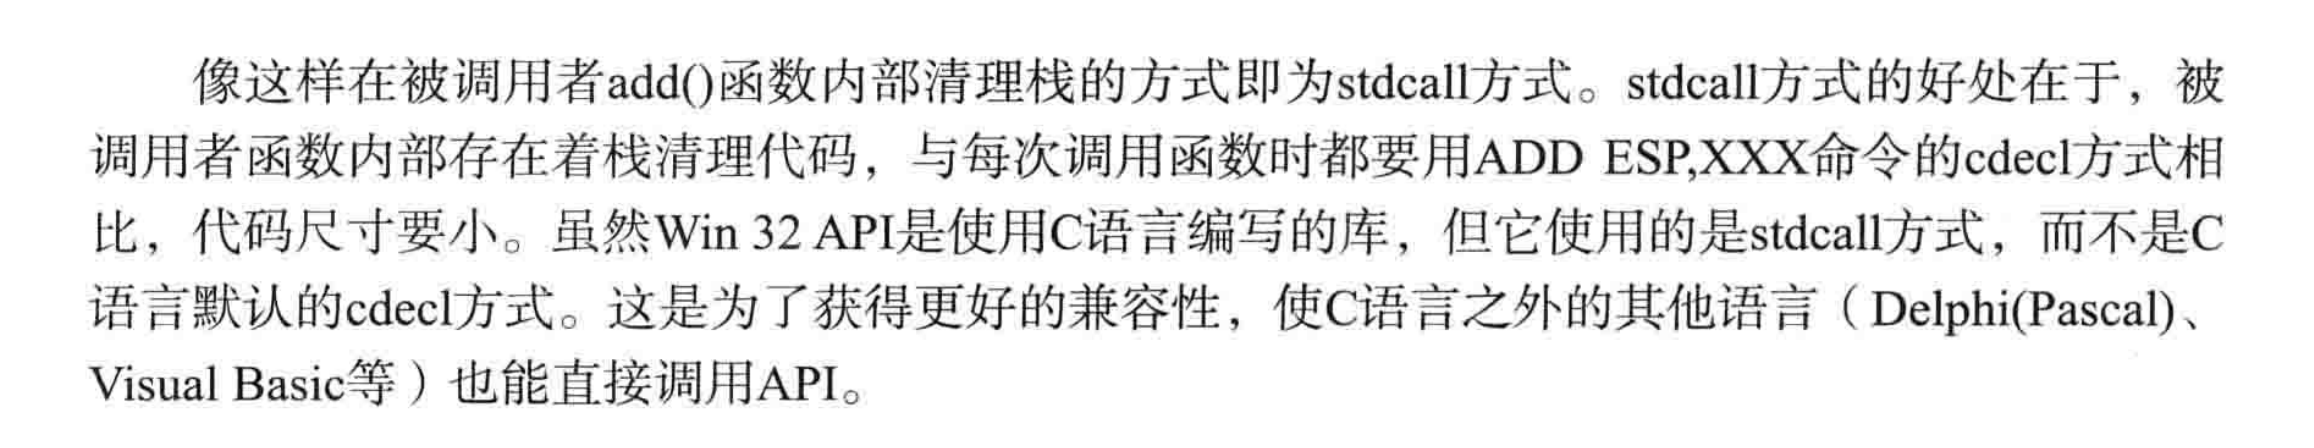 像这样在被调用者add()函数内部清理栈的方式即为stdcall方式。stdcall方式的好处在于，被
调用者函数内部存在着栈清理代码，与每次调用函数时都要用ADD ESP,XXX命令的cdecl方式相
比，代码尺寸要小。虽然Win 32 API是使用C语言编写的库，但它使用的是stdcall方式，而不是C
语言默认的cdecl方式。这是为了获得更好的兼容性，使C语言之外的其他语言（Delphi(Pascal)、
Visual Basic等）也能直接调用API。